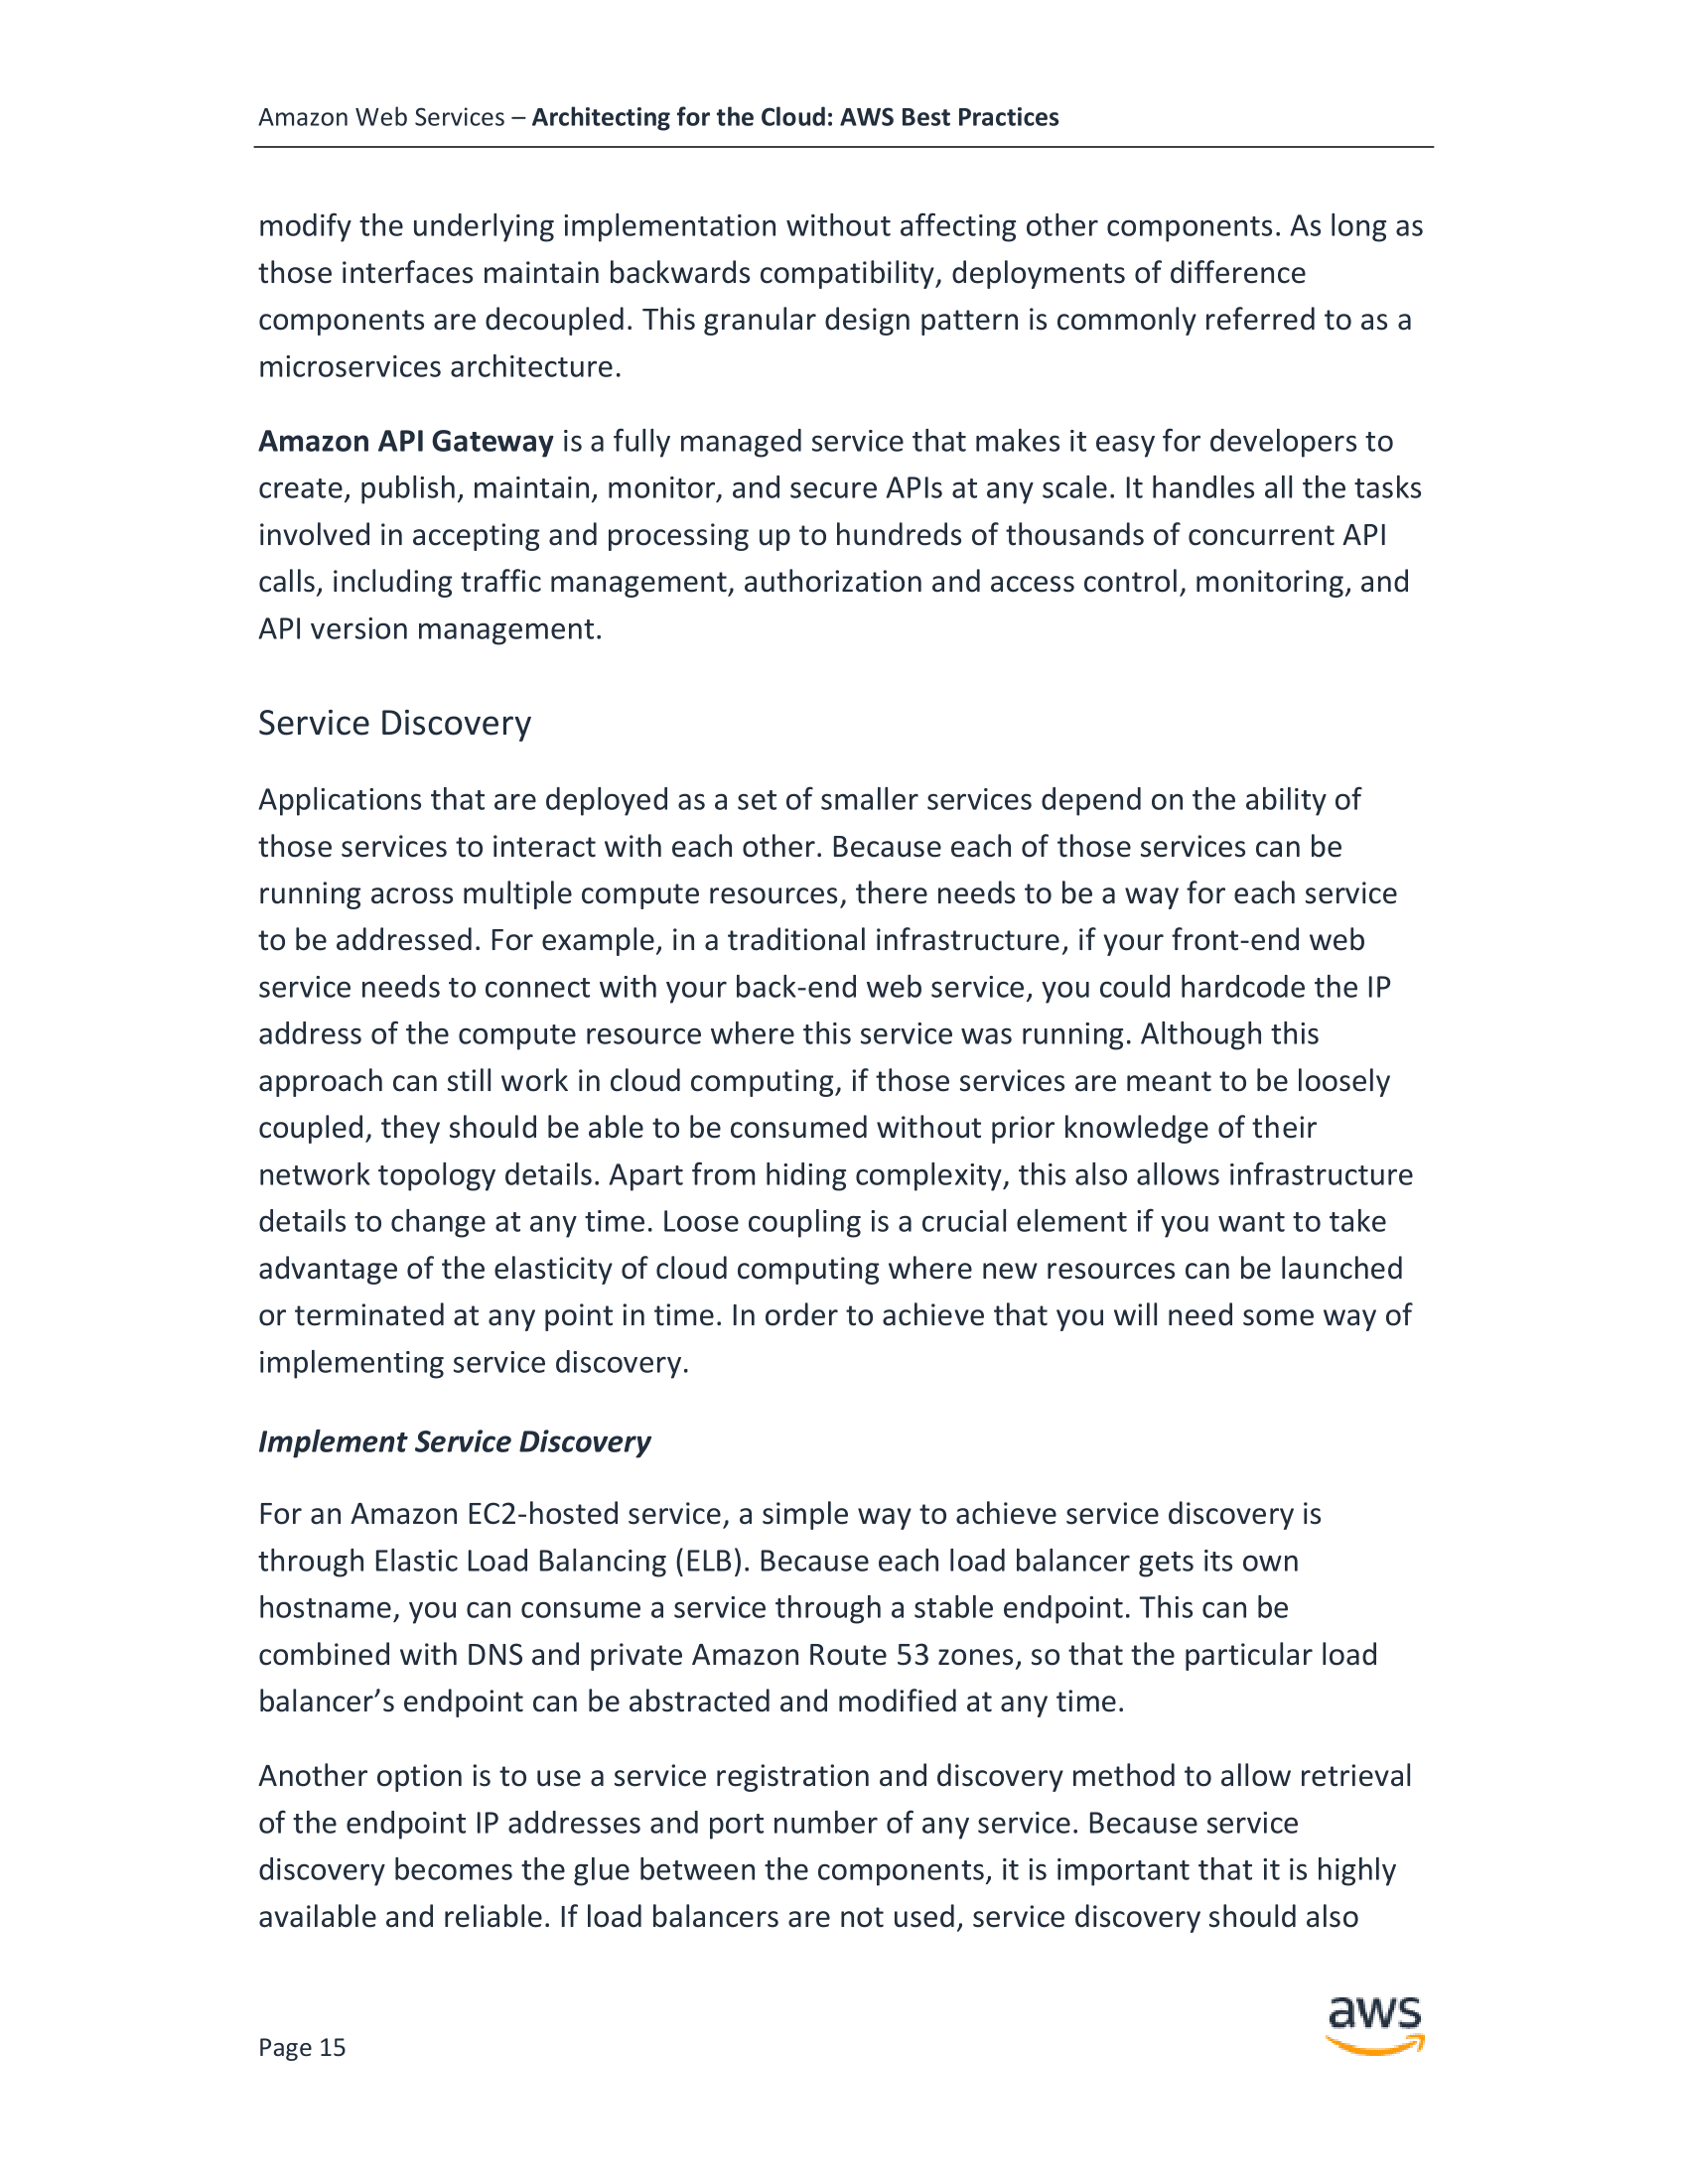 Amazon Web Services – Architecting for the Cloud: AWS Best Practices
modify the underlying implementation without affecting other components. As long as
those interfaces maintain backwards compatibility, deployments of difference
components are decoupled. This granular design pattern is commonly referred to as a
microservices architecture.
Amazon API Gateway is a fully managed service that makes it easy for developers to
create, publish, maintain, monitor, and secure APIs at any scale. It handles all the tasks
involved in accepting and processing up to hundreds of thousands of concurrent API
calls, including traffic management, authorization and access control, monitoring, and
API version management.
Service Discovery
Applications that are deployed as a set of smaller services depend on the ability of
those services to interact with each other. Because each of those services can be
running across multiple compute resources, there needs to be a way for each service
to be addressed. For example, in a traditional infrastructure, if your front-end web
service needs to connect with your back-end web service, you could hardcode the IP
address of the compute resource where this service was running. Although this
approach can still work in cloud computing, if those services are meant to be loosely
coupled, they should be able to be consumed without prior knowledge of their
network topology details. Apart from hiding complexity, this also allows infrastructure
details to change at any time. Loose coupling is a crucial element if you want to take
advantage of the elasticity of cloud computing where new resources can be launched
or terminated at any point in time. In order to achieve that you will need some way of
implementing service discovery.
Implement Service Discovery
For an Amazon EC2-hosted service, a simple way to achieve service discovery is
through Elastic Load Balancing (ELB). Because each load balancer gets its own
hostname, you can consume a service through a stable endpoint. This can be
combined with DNS and private Amazon Route 53 zones, so that the particular load
balancer’s endpoint can be abstracted and modified at any time.
Another option is to use a service registration and discovery method to allow retrieval
of the endpoint IP addresses and port number of any service. Because service
discovery becomes the glue between the components, it is important that it is highly
available and reliable. If load balancers are not used, service discovery should also
aws
Page 15